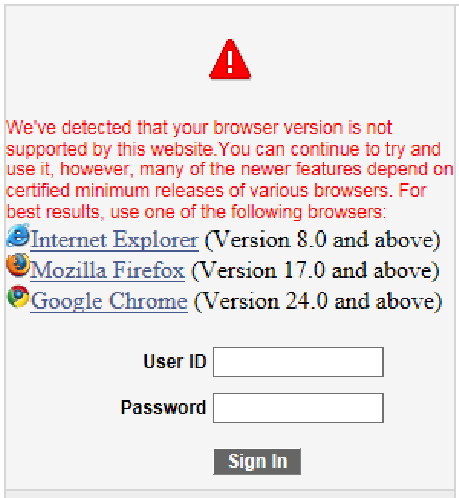 We've detected that your browser version is not
supported by this website.You can continue to try and
use it, however, many of the newer features depend on
certified minimum releases of various browsers. For
best results, use one of the following browsers:
Internet Explorer (Version 8.0 and above)
Mozilla Firefox (Version 17.0 and above)
Google Chrome (Version 24.0 and above)
User ID
Password
Sign In